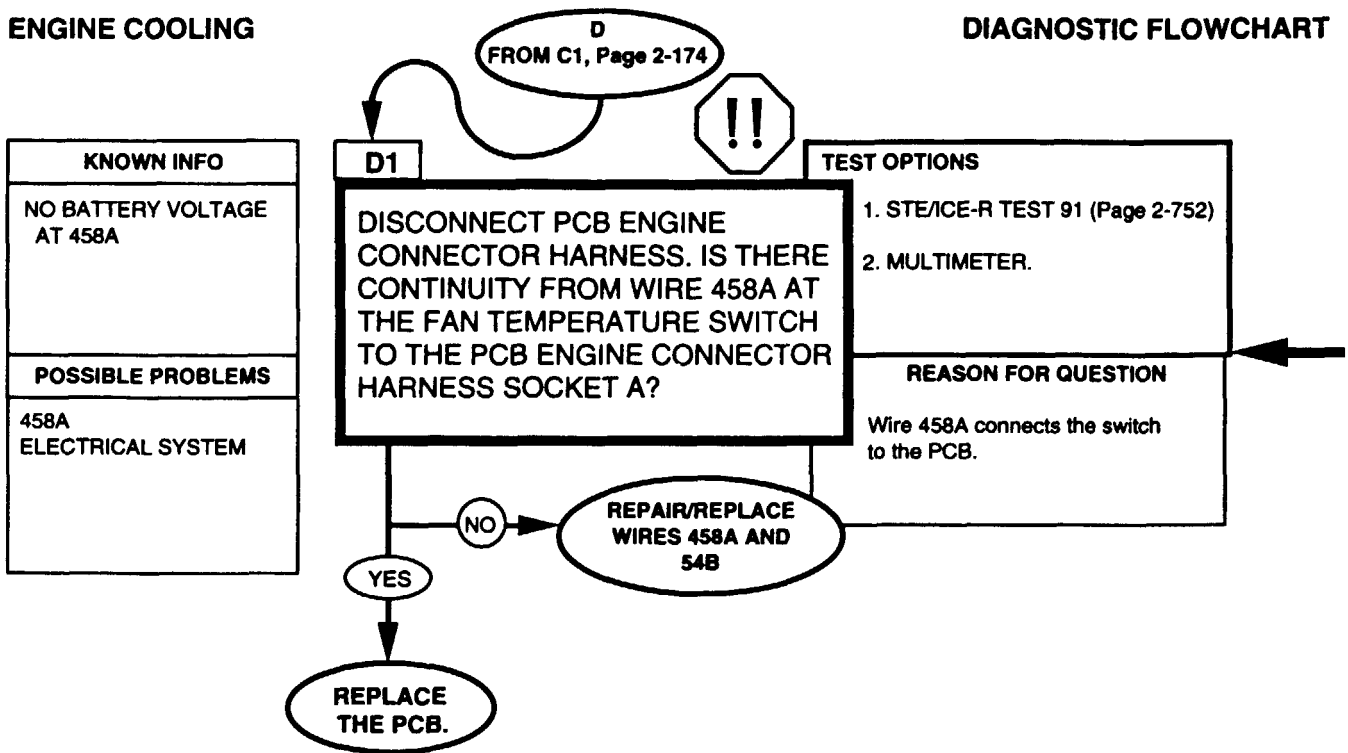 ENGINE COOLING
DIAGNOSTIC FLOWCHART
D
FROM C1, Page 2-174
!!
KNOWN INFO
NO BATTERY VOLTAGE
AT 458A
POSSIBLE PROBLEMS
458A
ELECTRICAL SYSTEM
D1
DISCONNECT PCB ENGINE
CONNECTOR HARNESS. IS THERE
CONTINUITY FROM WIRE 458A AT
THE FAN TEMPERATURE SWITCH
TO THE PCB ENGINE CONNECTOR
HARNESS SOCKET A?
TEST OPTIONS
1. STE/ICE-R TEST 91 (Page 2-752)
2. MULTIMETER.
REASON FOR QUESTION
Wire 458A connects the switch
to the PCB.
NO
REPAIR/REPLACE
WIRES 458A AND
54B
YES
REPLACE
THE PCB.